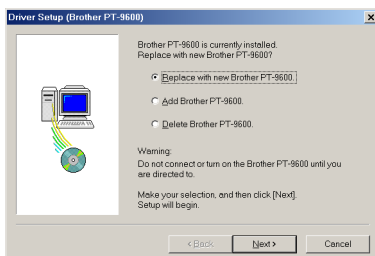 Driver Setup (Brother PT-9600)
Brother PT-9600 is currently installed.
Replace with new Brother PT-9600?
Replace with new Brother PT-9600.
Add Brother PT-9600.
Delete Brother PT-9600.
Warning:
Do not connect or turn on the Brother PT-9600 until you
are directed to.
Make your selection, and then click [Next].
Setup will begin.
< Back
Next >
Cancel